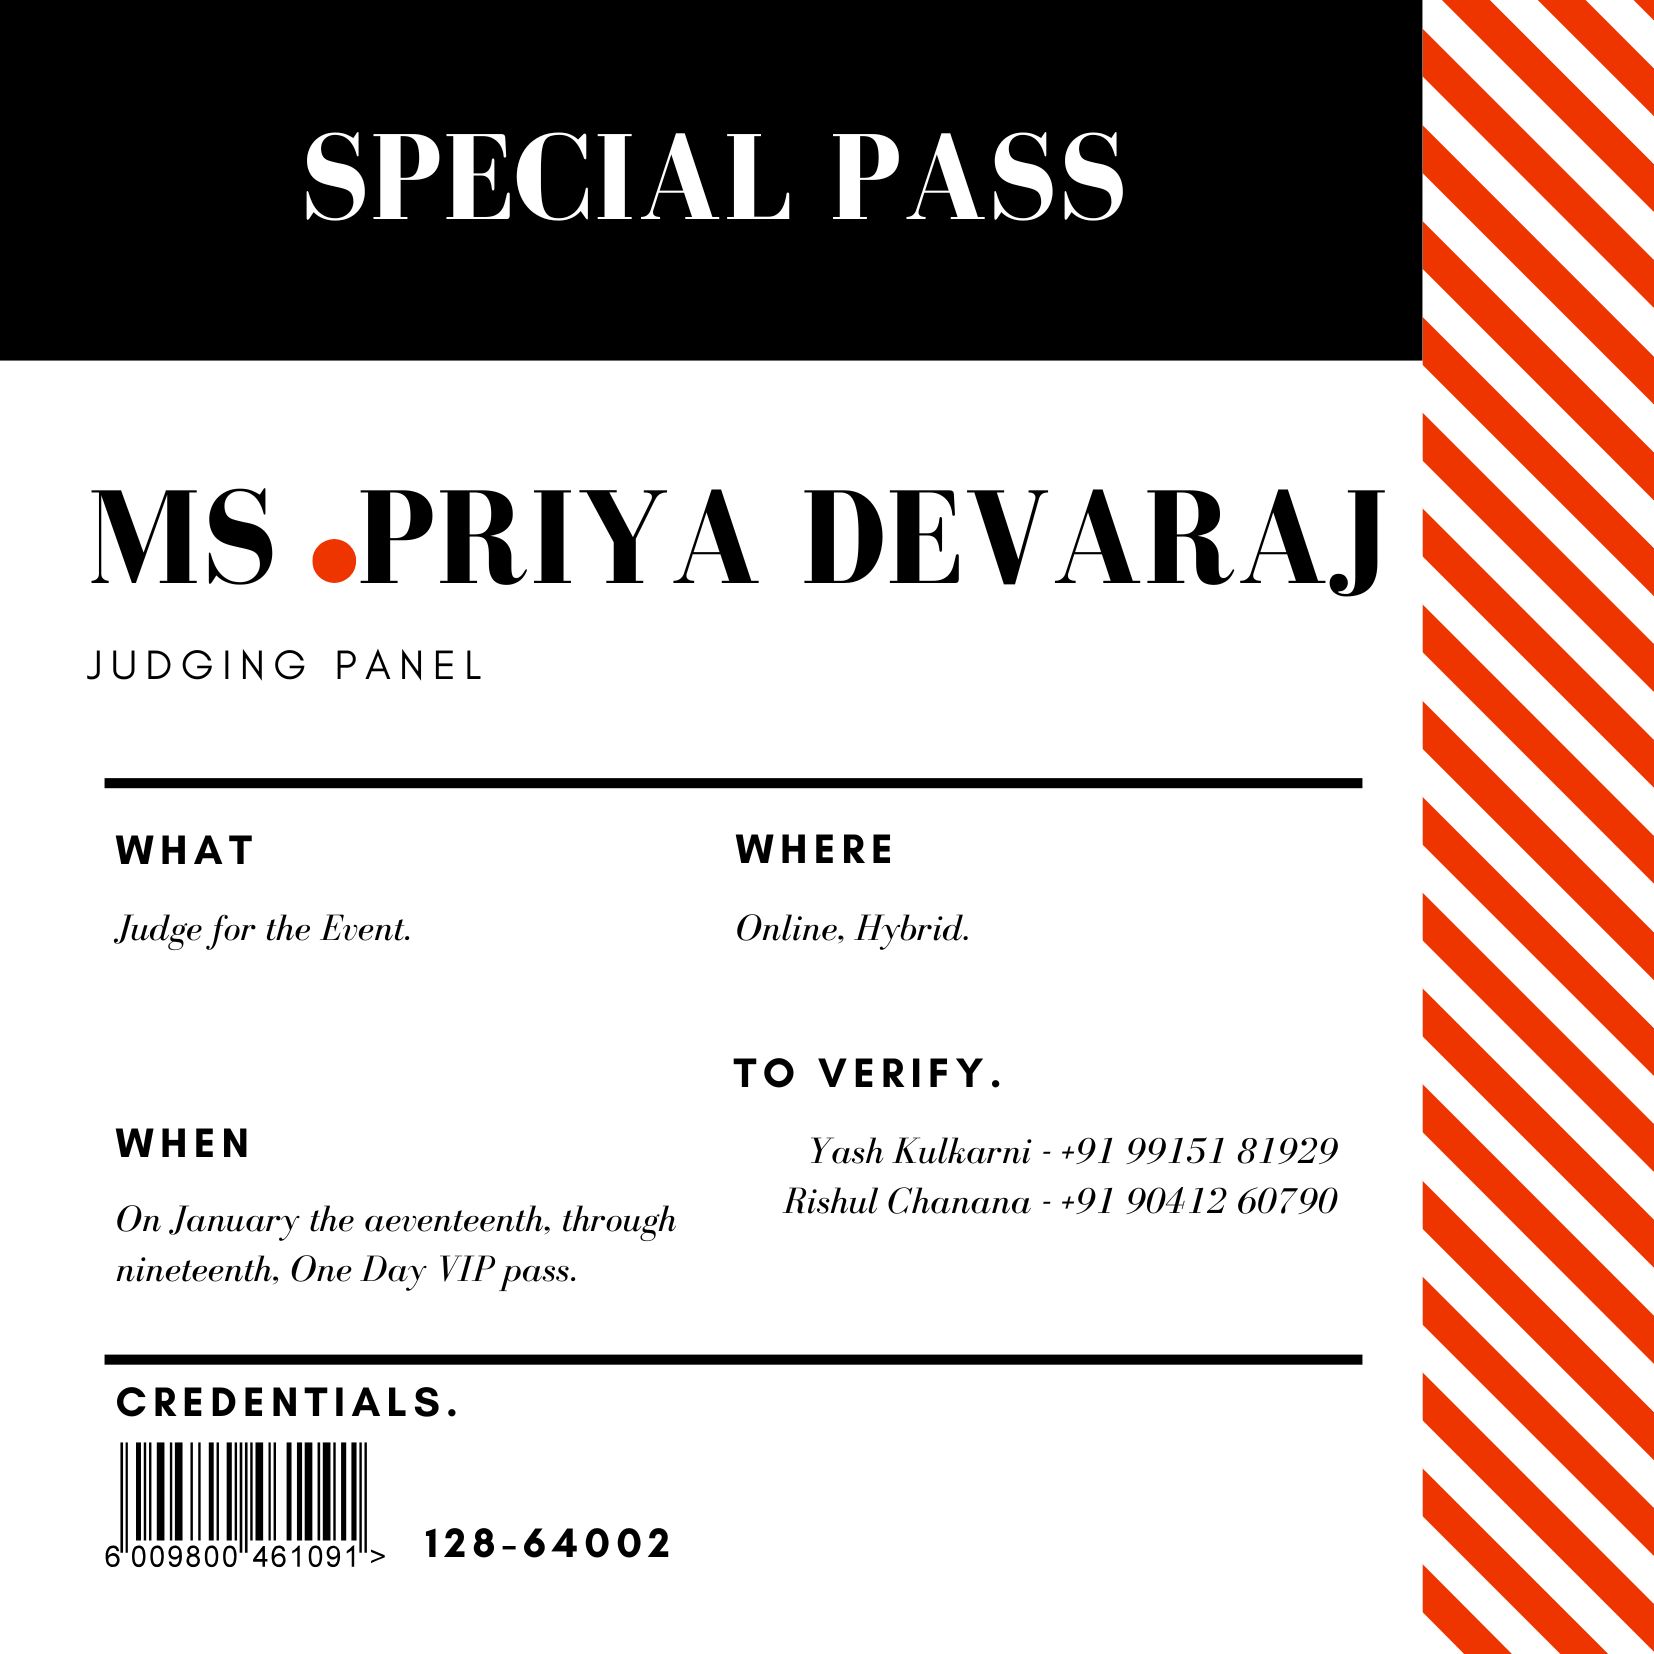 SPECIAL PASS
MS .PRIYA DEVARAJ
JUDGING PANEL
WHAT
Judge for the Event.
WHERE
Online, Hybrid.
TO VERIFY.
Yash Kulkarni - +91 99151 81929
Rishul Chanana - +91 90412 60790
WHEN
On January the aeventeenth, through
nineteenth, One Day VIP pass.
CREDENTIALS.
6 009800 461091 >
128-64002